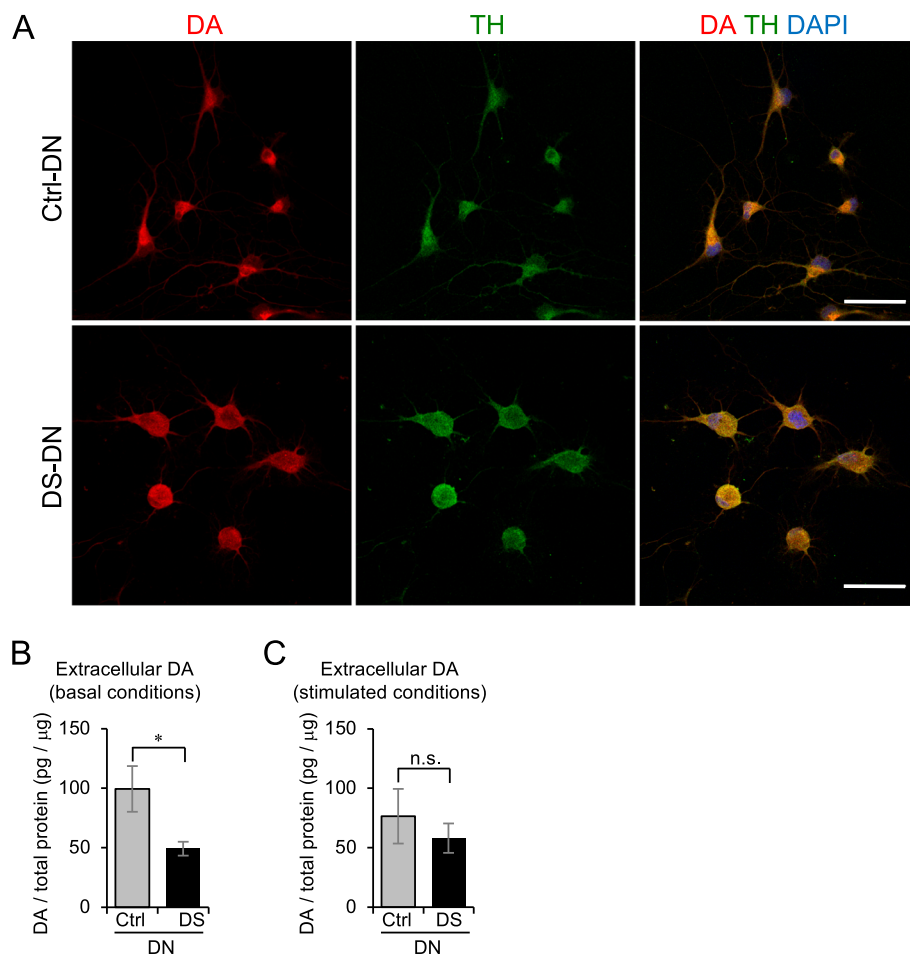 A
DA
TH
DA TH DAPI
Ctrl-DN
DS-DN
B
Extracellular DA
(basal conditions)
DA / total protein (pg / μg)
150
100
50
0
*
Ctrl
DS
DN
C
Extracellular DA
(stimulated conditions)
DA / total protein (pg / μg)
150
100
50
0
n.s.
Ctrl
DS
DN